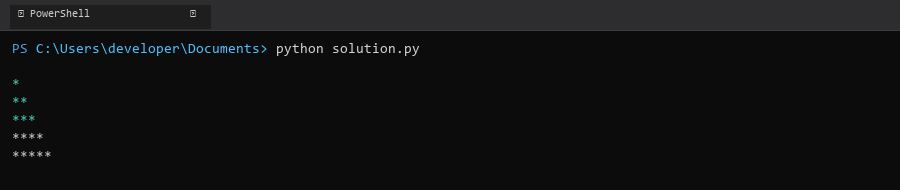 PowerShell
PS C:\Users\developer\Documents> python solution.py
*
**
***
****
*****